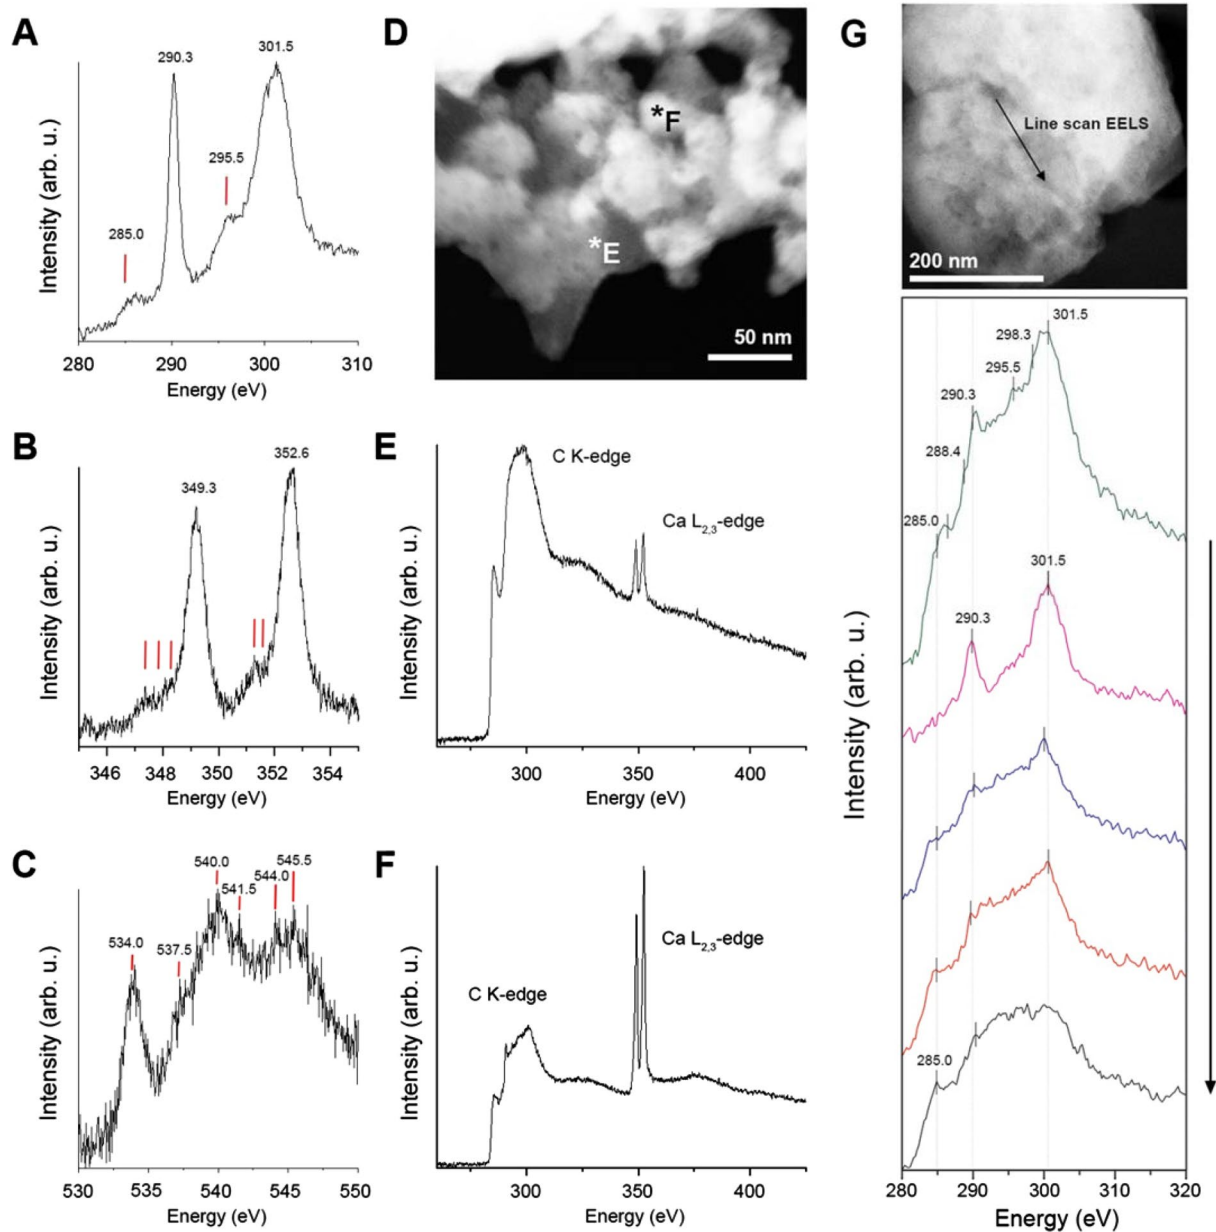 A
290.3
301.5
295.5
285.0
Intensity (arb. u.)
280 290 300 310
Energy (eV)
B
352.6
349.3
Intensity (arb. u.)
346 348 350 352 354
Energy (eV)
C
540.0
545.5
541.5
544.0
534.0
537.5
Intensity (arb. u.)
530 535 540 545 550
Energy (eV)
D
*F
*E
50 nm
E
C K-edge
Ca L2,3-edge
Intensity (arb. u.)
300 350 400
Energy (eV)
F
Ca L2,3-edge
C K-edge
Intensity (arb. u.)
300 350 400
Energy (eV)
G
Line scan EELS
200 nm
301.5
298.3
295.5
290.3
288.4
285.0
301.5
290.3
285.0
Intensity (arb. u.)
280 290 300 310 320
Energy (eV)